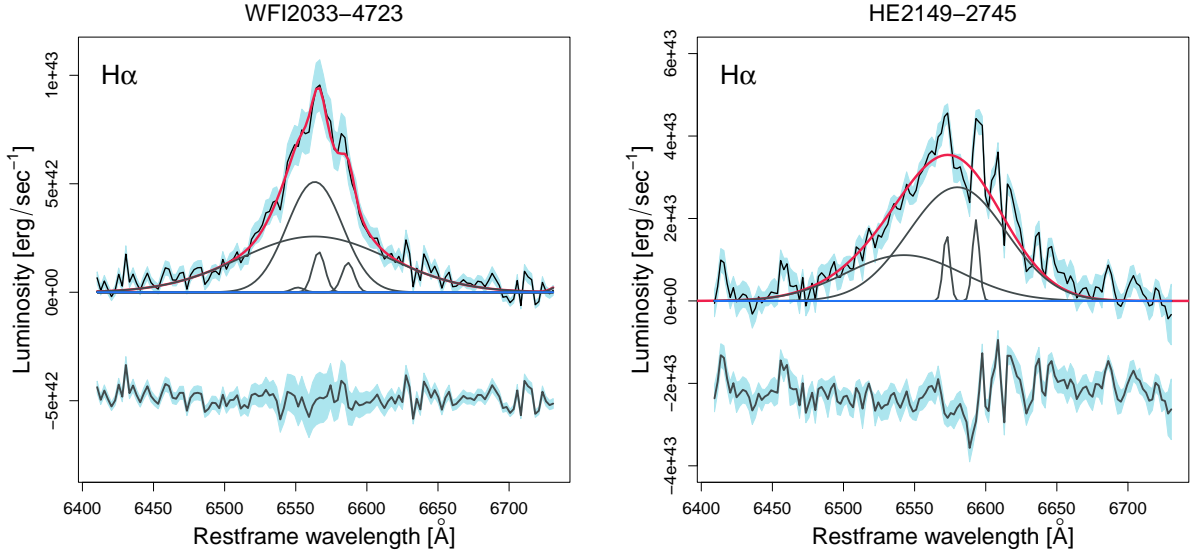 WFI2033−4723
Hα
Luminosity [erg/sec⁻¹]
1e+43
5e+42
0e+00
−5e+42
6400 6450 6500 6550 6600 6650 6700
Restframe wavelength [Å]
HE2149−2745
Hα
Luminosity [erg/sec⁻¹]
6e+43
4e+43
2e+43
0e+00
−2e+43
−4e+43
6400 6450 6500 6550 6600 6650 6700
Restframe wavelength [Å]